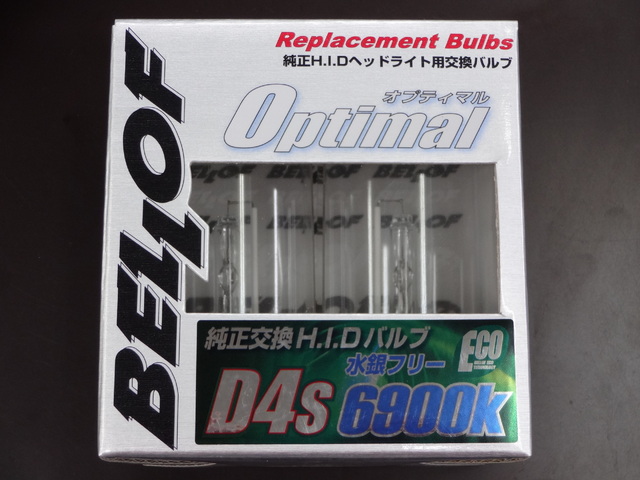 Replacement Bulbs
純正H.I.Dヘッドライト用交換バルブ
オプティマル
Optimal
BELLOF
BELLOF
BELLOF
純正交換H.I.Dバルブ
水銀フリー
ECO
D4S 6900k